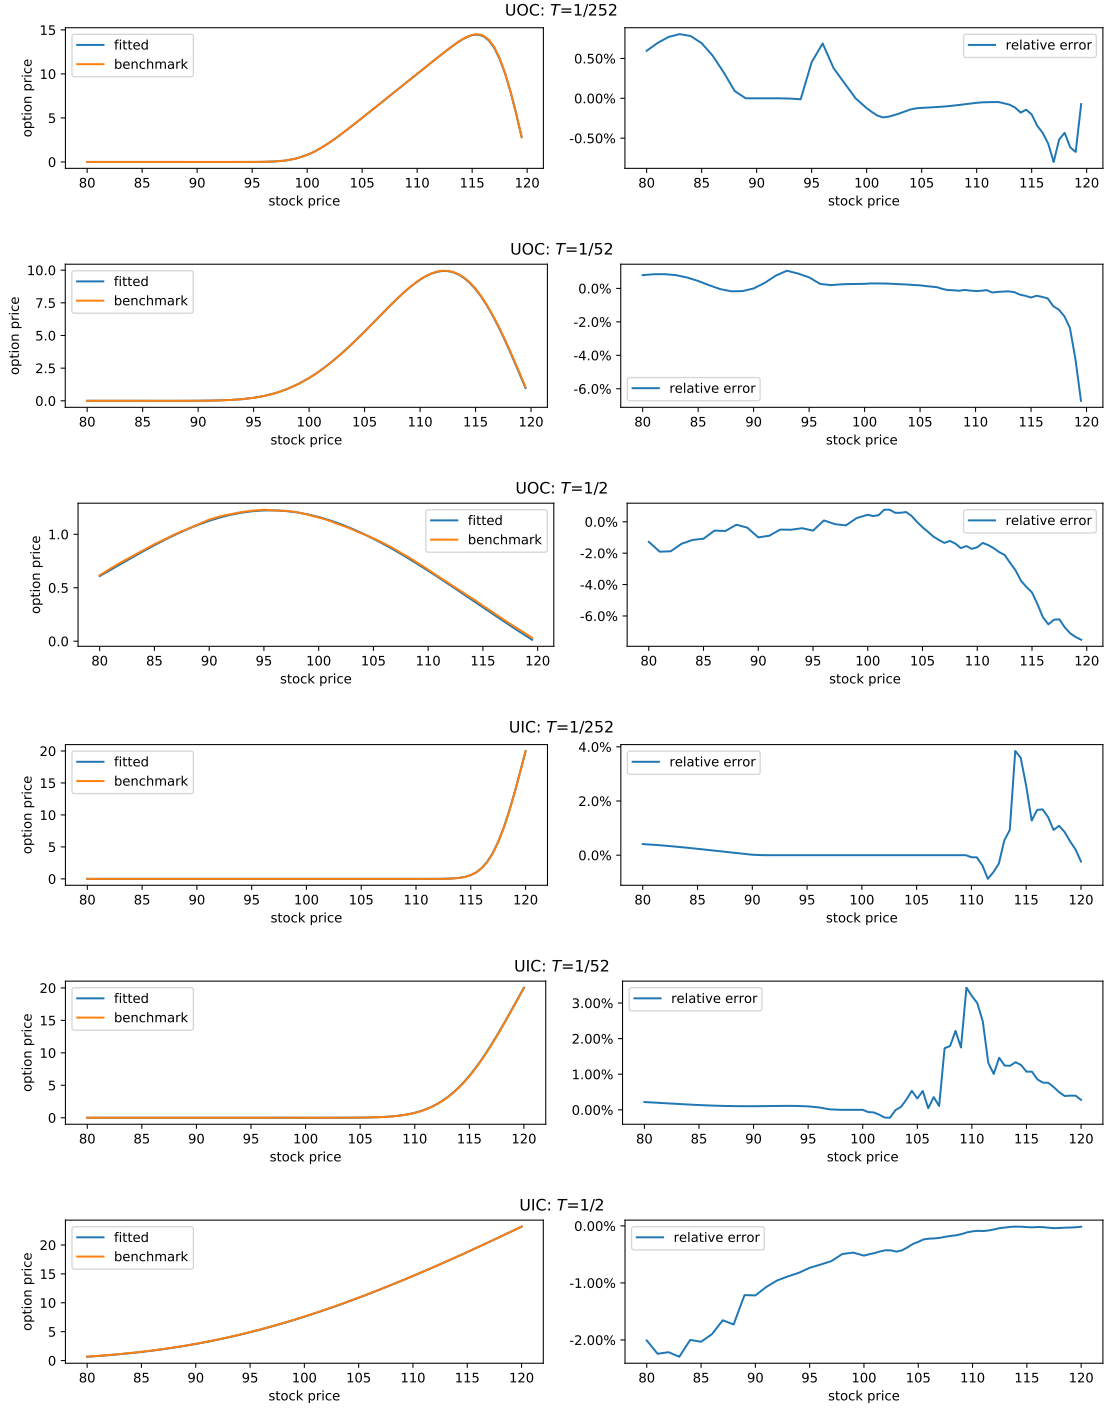 UOC: T=1/252
option price
15
10
5
0
fitted
benchmark
80 85 90 95 100 105 110 115 120
stock price
0.50%
0.00%
-0.50%
relative error
80 85 90 95 100 105 110 115 120
stock price
UOC: T=1/52
option price
10.0
7.5
5.0
2.5
0.0
fitted
benchmark
80 85 90 95 100 105 110 115 120
stock price
0.0%
-2.0%
-4.0%
-6.0%
relative error
80 85 90 95 100 105 110 115 120
stock price
UOC: T=1/2
option price
1.0
0.5
0.0
fitted
benchmark
80 85 90 95 100 105 110 115 120
stock price
0.0%
-2.0%
-4.0%
-6.0%
relative error
80 85 90 95 100 105 110 115 120
stock price
UIC: T=1/252
option price
20
15
10
5
0
fitted
benchmark
80 85 90 95 100 105 110 115 120
stock price
4.0%
2.0%
0.0%
relative error
80 85 90 95 100 105 110 115 120
stock price
UIC: T=1/52
option price
20
15
10
5
0
fitted
benchmark
80 85 90 95 100 105 110 115 120
stock price
3.00%
2.00%
1.00%
0.00%
relative error
80 85 90 95 100 105 110 115 120
stock price
UIC: T=1/2
option price
20
15
10
5
0
fitted
benchmark
80 85 90 95 100 105 110 115 120
stock price
0.00%
-1.00%
-2.00%
relative error
80 85 90 95 100 105 110 115 120
stock price